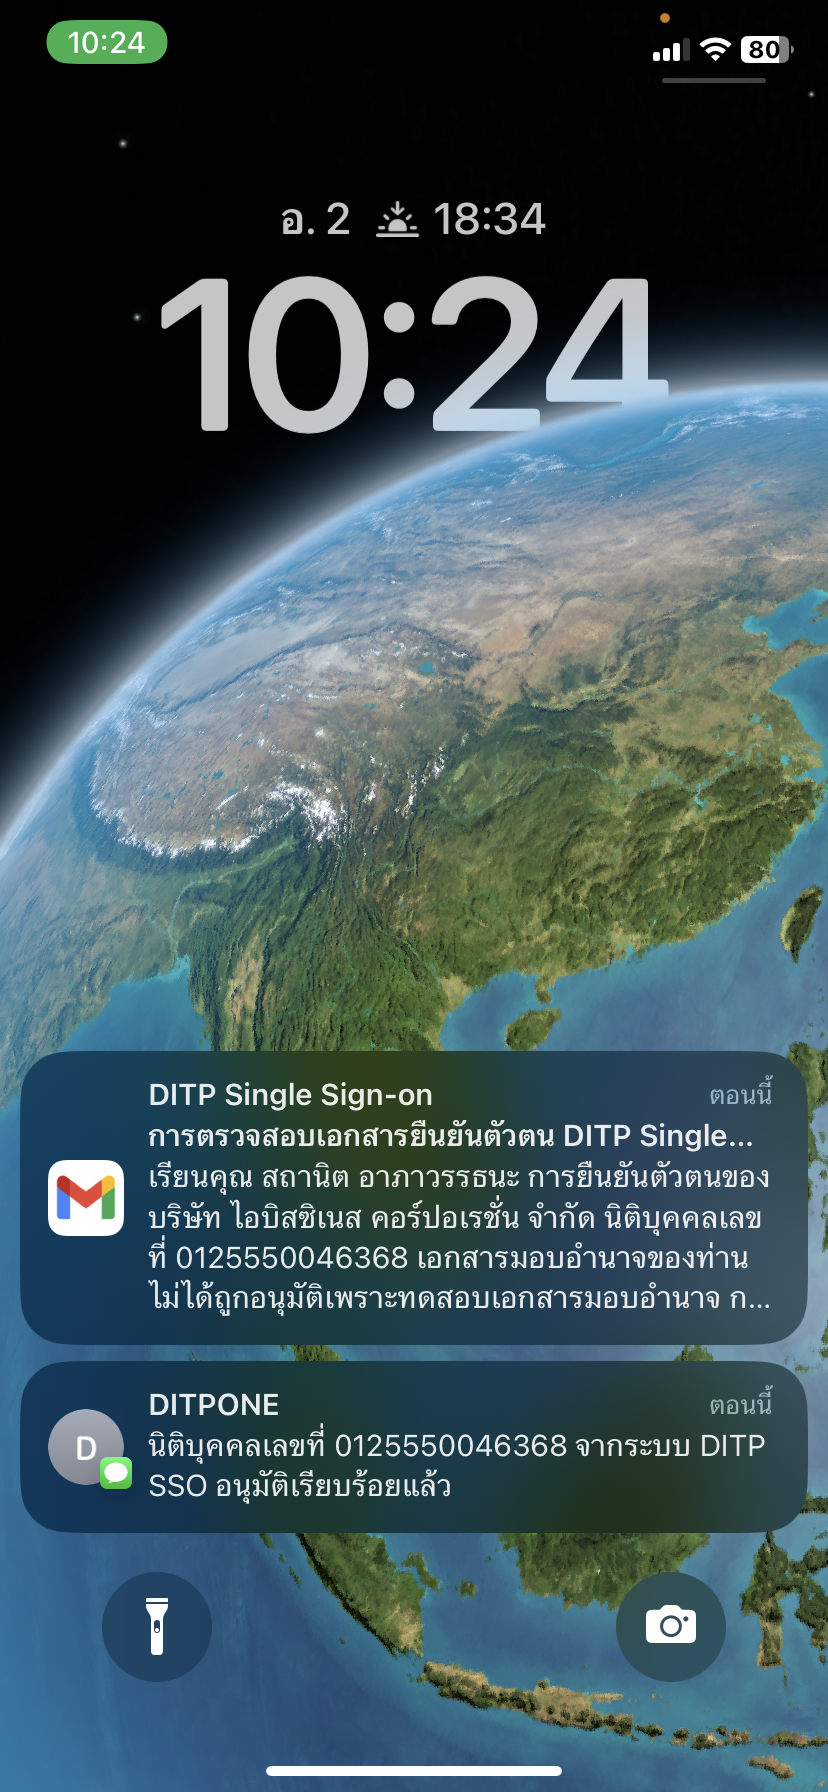 10:24
80
อ. 2 18:34
10:24
DITP Single Sign-on ตอนนี้
การตรวจสอบเอกสารยืนยันตัวตน DITP Single...
เรียนคุณ สถานิต อาภาวรรธนะ การยืนยันตัวตนของ
บริษัท ไอบิสซิเนส คอร์ปอเรชั่น จำกัด นิติบุคคลเลข
ที่ 0125550046368 เอกสารมอบอำนาจของท่าน
ไม่ได้ถูกอนุมัติเพราะทดสอบเอกสารมอบอำนาจ ก...
DITPONE ตอนนี้
D
นิติบุคคลเลขที่ 0125550046368 จากระบบ DITP
SSO อนุมัติเรียบร้อยแล้ว